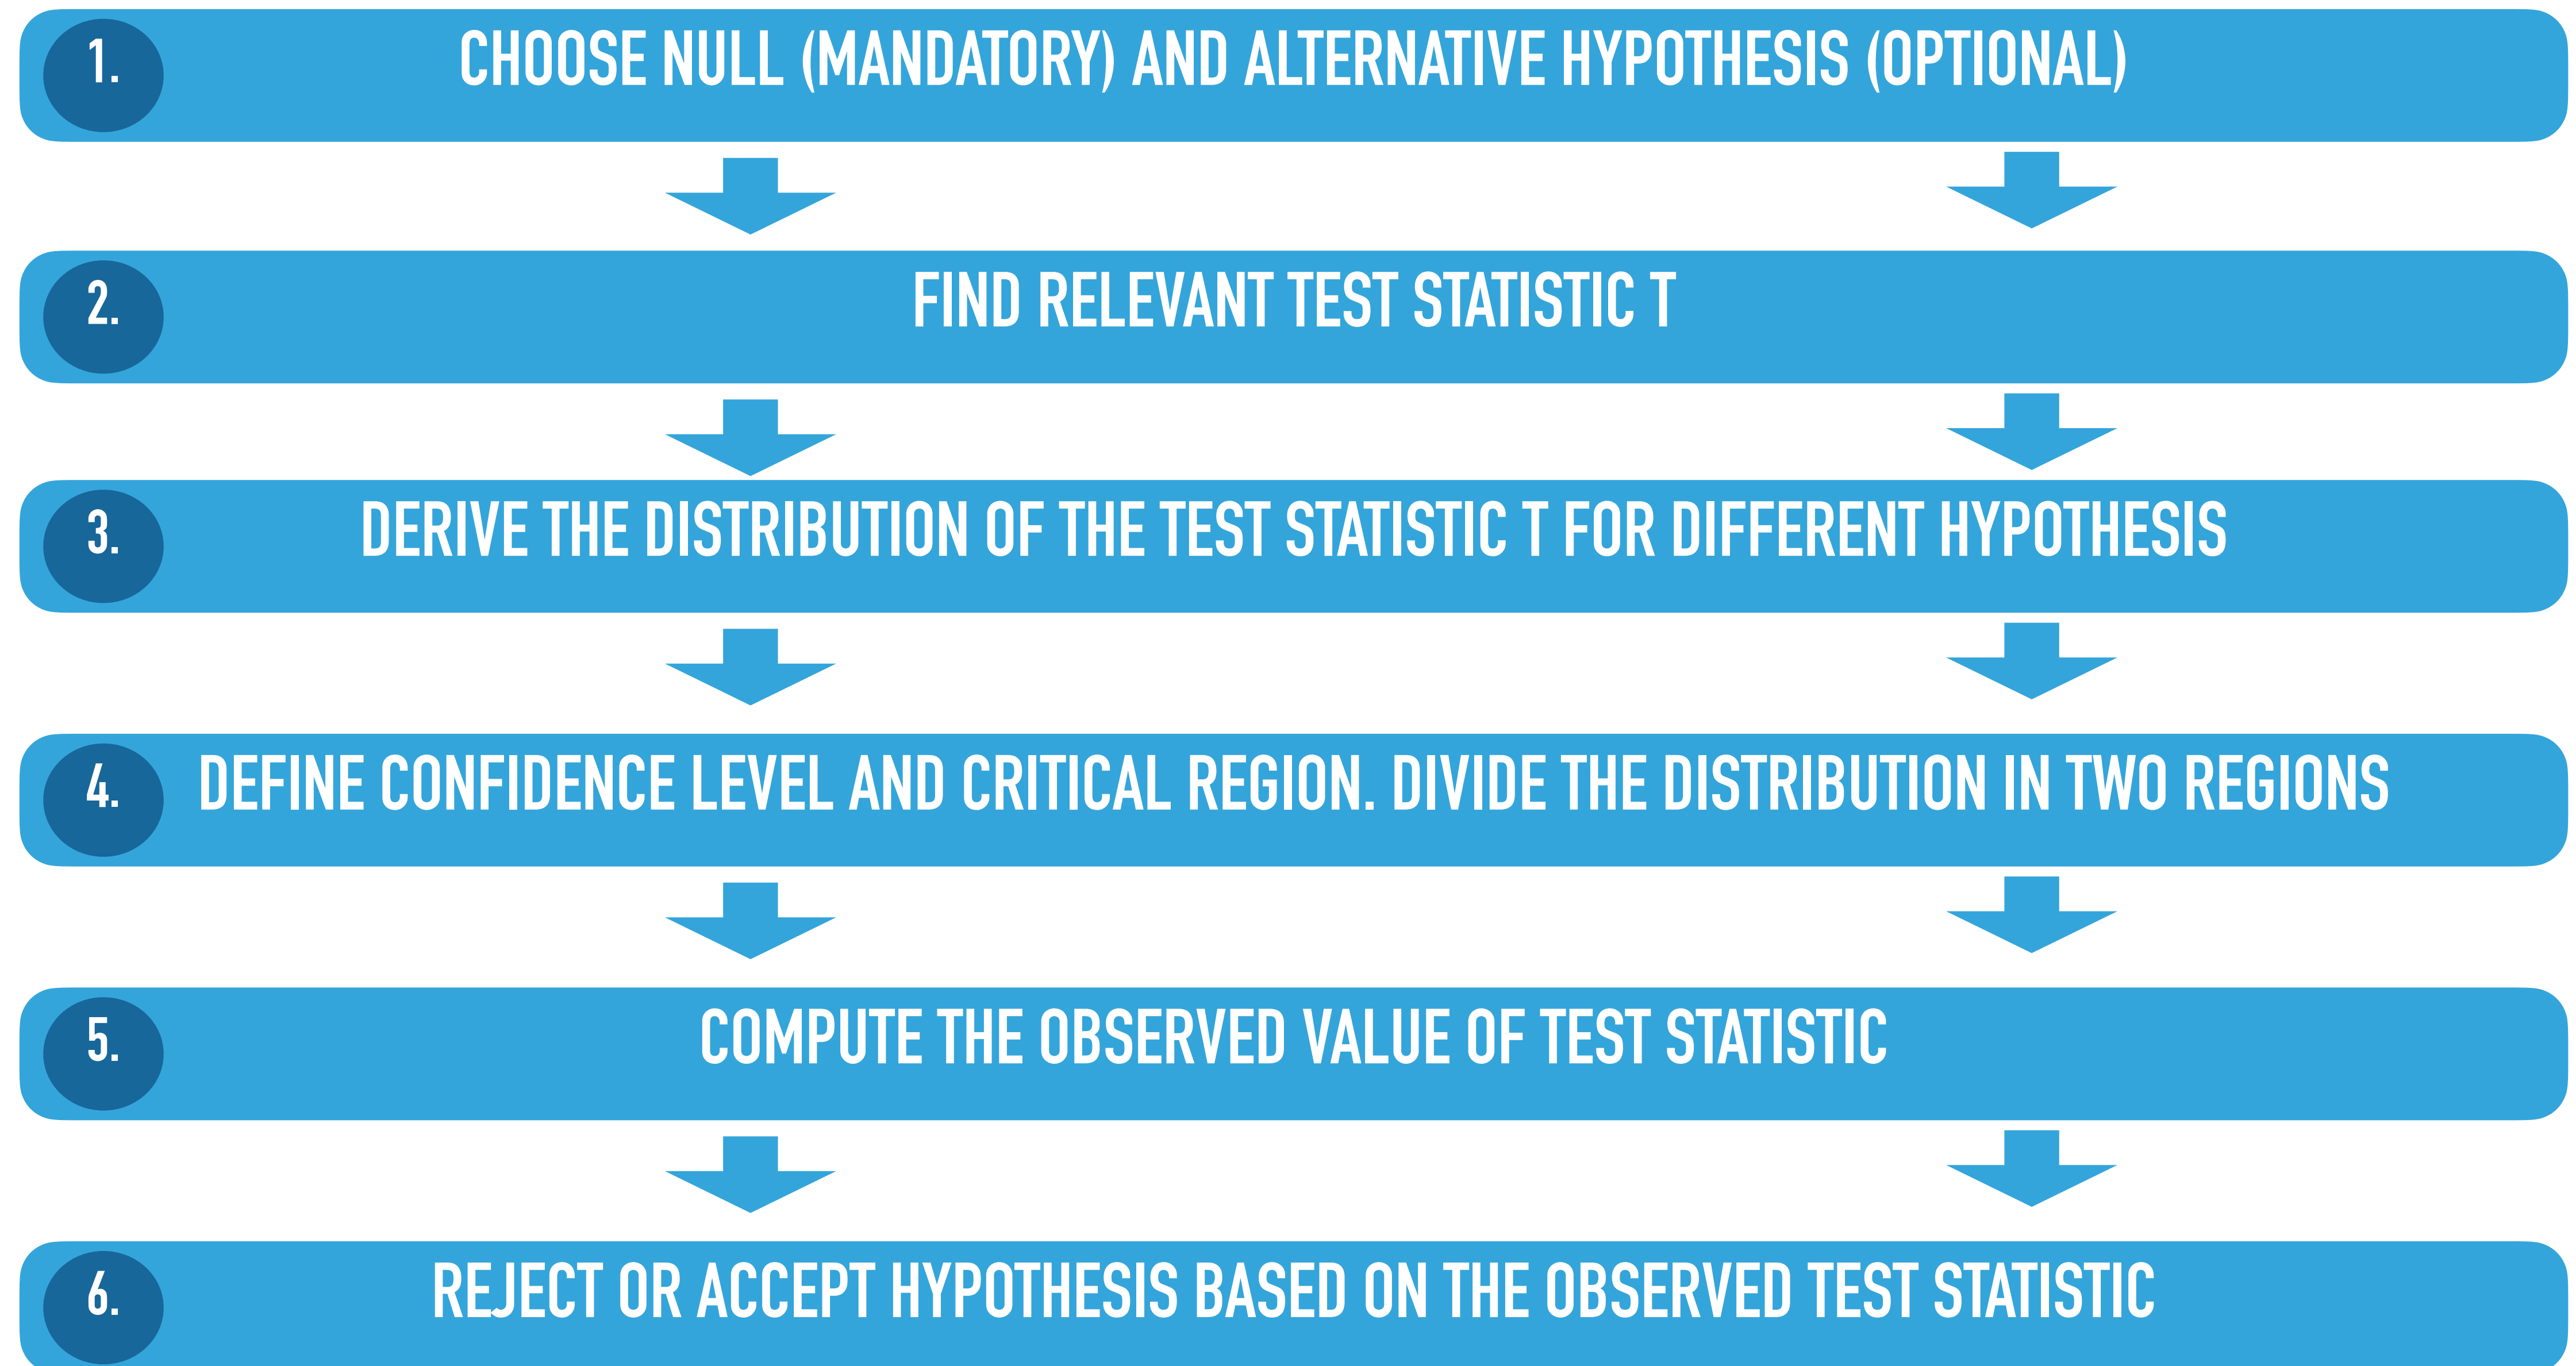 1. CHOOSE NULL (MANDATORY) AND ALTERNATIVE HYPOTHESIS (OPTIONAL)
2. FIND RELEVANT TEST STATISTIC T
3. DERIVE THE DISTRIBUTION OF THE TEST STATISTIC T FOR DIFFERENT HYPOTHESIS
4. DEFINE CONFIDENCE LEVEL AND CRITICAL REGION. DIVIDE THE DISTRIBUTION IN TWO REGIONS
5. COMPUTE THE OBSERVED VALUE OF TEST STATISTIC
6. REJECT OR ACCEPT HYPOTHESIS BASED ON THE OBSERVED TEST STATISTIC